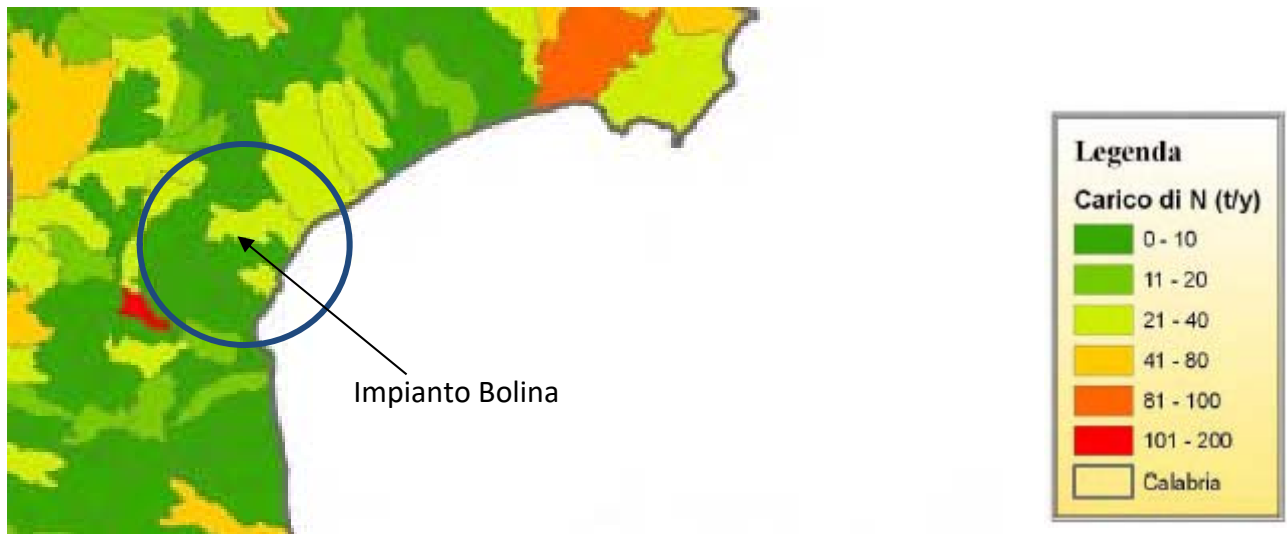 Impianto Bolina
Legenda
Carico di N (t/y)
0 - 10
11 - 20
21 - 40
41 - 80
81 - 100
101 - 200
Calabria